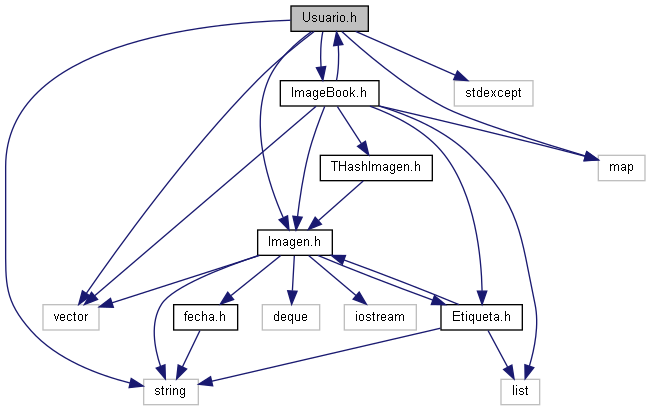 Usuario.h
ImageBook.h
stdexcept
THashImagen.h
map
Imagen.h
vector
fecha.h
deque
iostream
Etiqueta.h
string
list